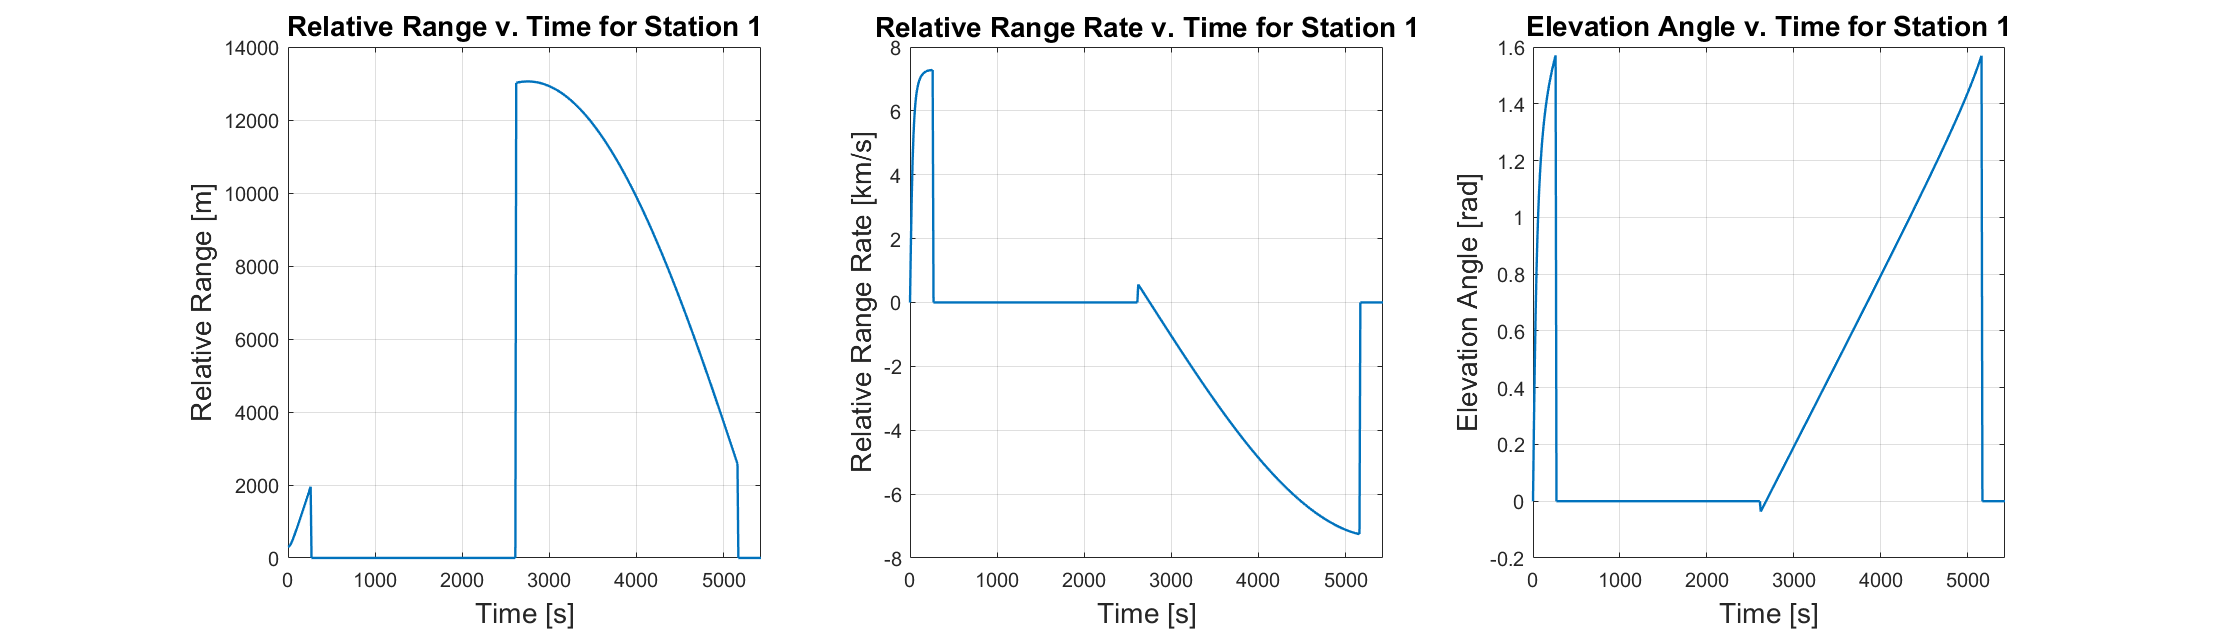 Relative Range v. Time for Station 1
Relative Range [m]
14000
12000
10000
8000
6000
4000
2000
0
0 1000 2000 3000 4000 5000
Time [s]
Relative Range Rate v. Time for Station 1
Relative Range Rate [km/s]
8
6
4
2
0
-2
-4
-6
-8
0 1000 2000 3000 4000 5000
Time [s]
Elevation Angle v. Time for Station 1
Elevation Angle [rad]
1.6
1.4
1.2
1
0.8
0.6
0.4
0.2
0
-0.2
0 1000 2000 3000 4000 5000
Time [s]